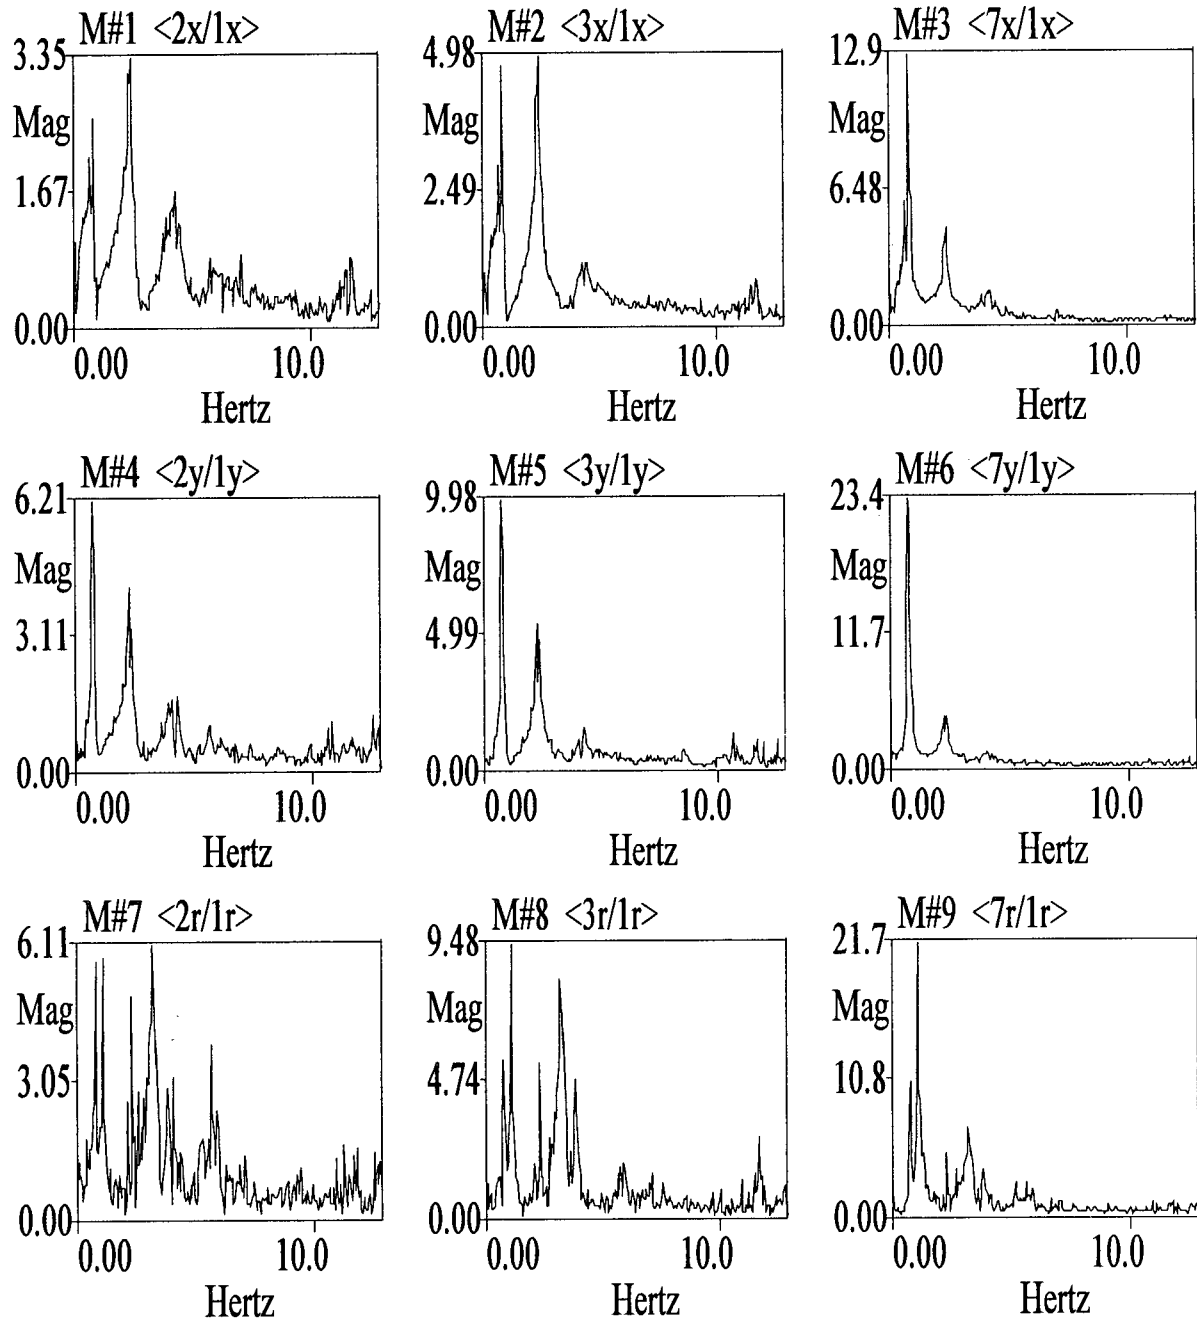 M#1 <2x/1x>
3.35
Mag
1.67
0.00
0.00 10.0
Hertz
M#2 <3x/1x>
4.98
Mag
2.49
0.00
0.00 10.0
Hertz
M#3 <7x/1x>
12.9
Mag
6.48
0.00
0.00 10.0
Hertz
M#4 <2y/1y>
6.21
Mag
3.11
0.00
0.00 10.0
Hertz
M#5 <3y/1y>
9.98
Mag
4.99
0.00
0.00 10.0
Hertz
M#6 <7y/1y>
23.4
Mag
11.7
0.00
0.00 10.0
Hertz
M#7 <2r/1r>
6.11
Mag
3.05
0.00
0.00 10.0
Hertz
M#8 <3r/1r>
9.48
Mag
4.74
0.00
0.00 10.0
Hertz
M#9 <7r/1r>
21.7
Mag
10.8
0.00
0.00 10.0
Hertz